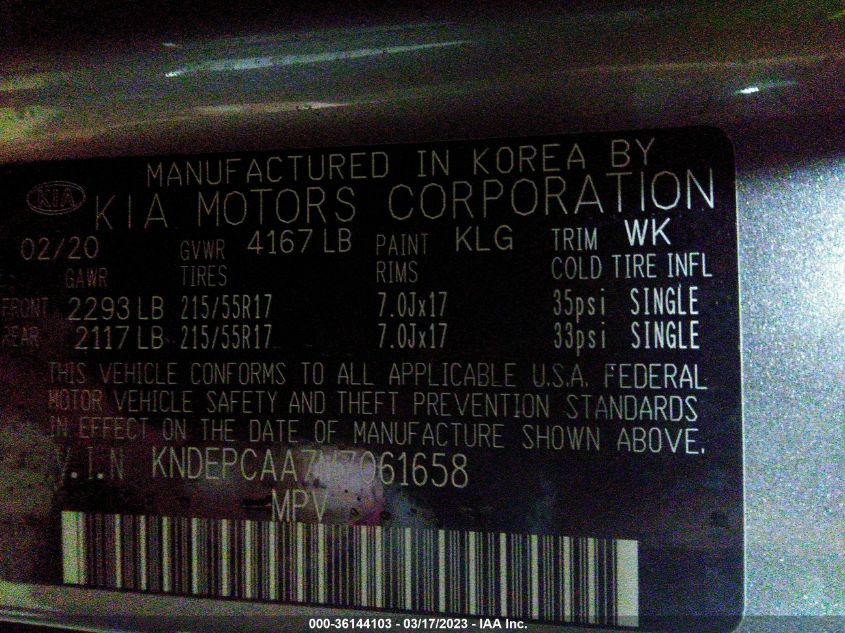 MANUFACTURED IN KOREA BY
KIA KIA MOTORS CORPORATION
02/20 GVWR 4167 LB PAINT KLG TRIM WK
GAWR TIRES RIMS COLD TIRE INFL
FRONT 2293 LB 215/55R17 7.0Jx17 35psi SINGLE
REAR 2117 LB 215/55R17 7.0Jx17 33psi SINGLE
THIS VEHICLE CONFORMS TO ALL APPLICABLE U.S.A. FEDERAL
MOTOR VEHICLE SAFETY AND THEFT PREVENTION STANDARDS
IN EFFECT ON THE DATE OF MANUFACTURE SHOWN ABOVE.
V.I.N
MPV
000-36144103 - 03/17/2023 - IAA Inc.